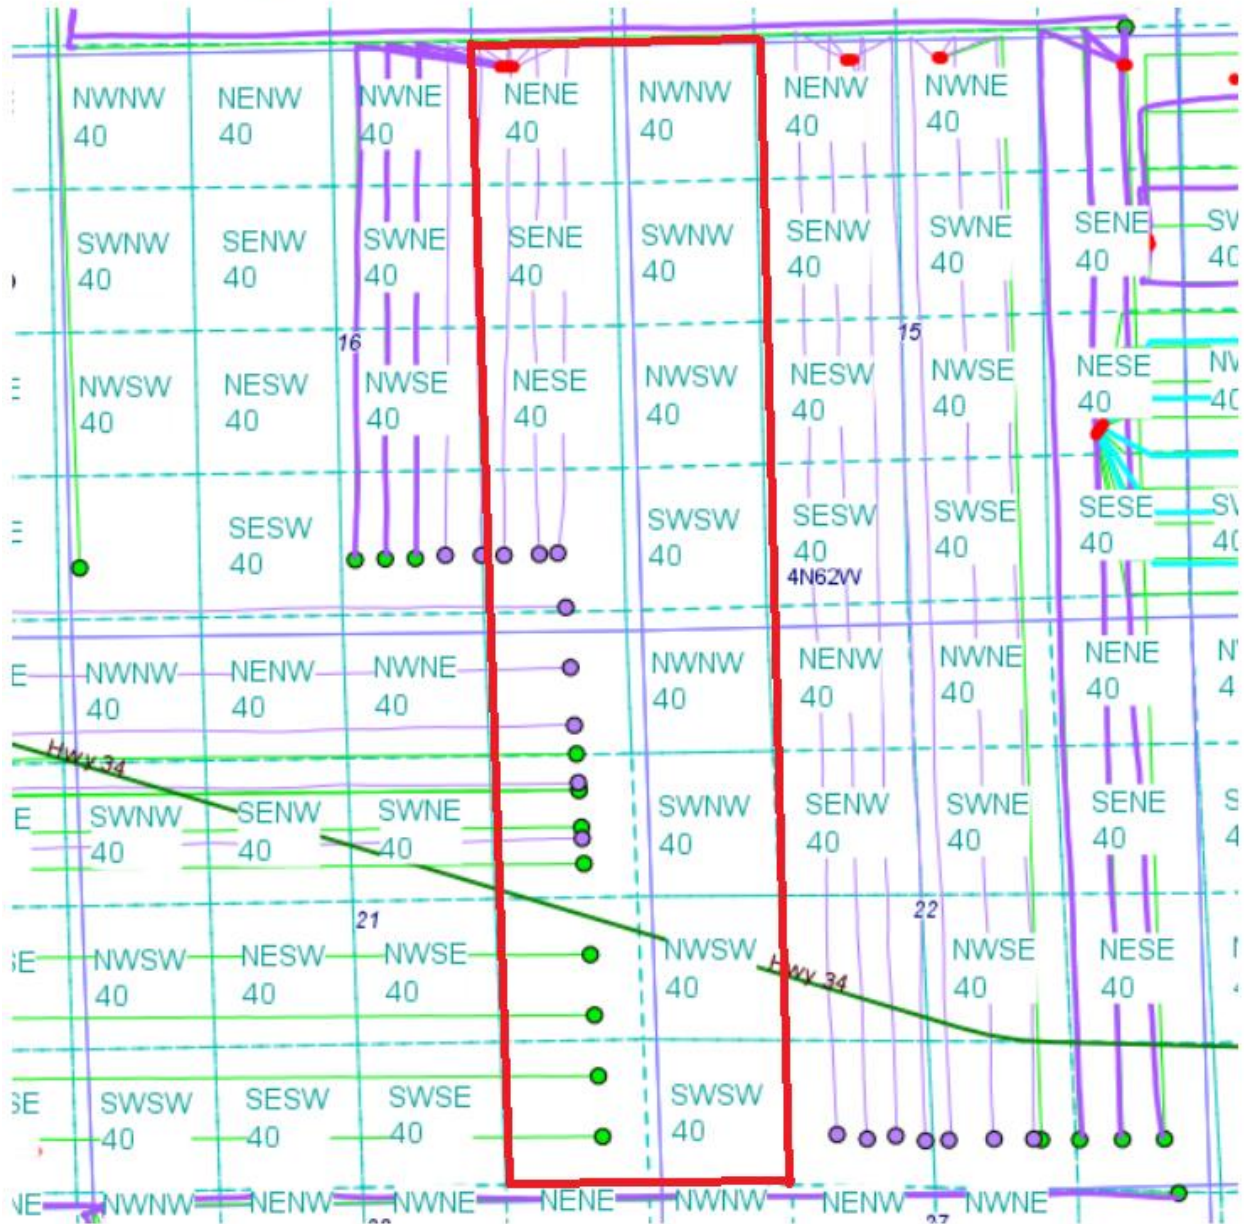 NWNW NENW NWNE NENE NWNW NENW NWNE
40 40 40 40 40 40 40
SWNW SENW SWNE SENE SWNW SENW SWNE SENE
40 40 40 40 40 40 40 40 40
16 15
NWSW NESW NWSE NESE NWSW NESW NWSE NESE
40 40 40 40 40 40 40 40 40
SESW SWSW SESW SWSE SESE
40 40 40 40 40 40
4N62W
NWNW NENW NWNE NWNW NENW NWNE NENE
40 40 40 40 40 40 40
Hwy 34
SWNW SENW SWNE SWNW SENW SWNE SENE
40 40 40 40 40 40 40
21 22
NWSW NESW NWSE NWSW NWSE NESE
Hwy 34
40 40 40 40 40 40
SWSW SESW SWSE SWSW
40 40 40 40
NWNW NENW NWNE NENE NWNW NENW NWNE